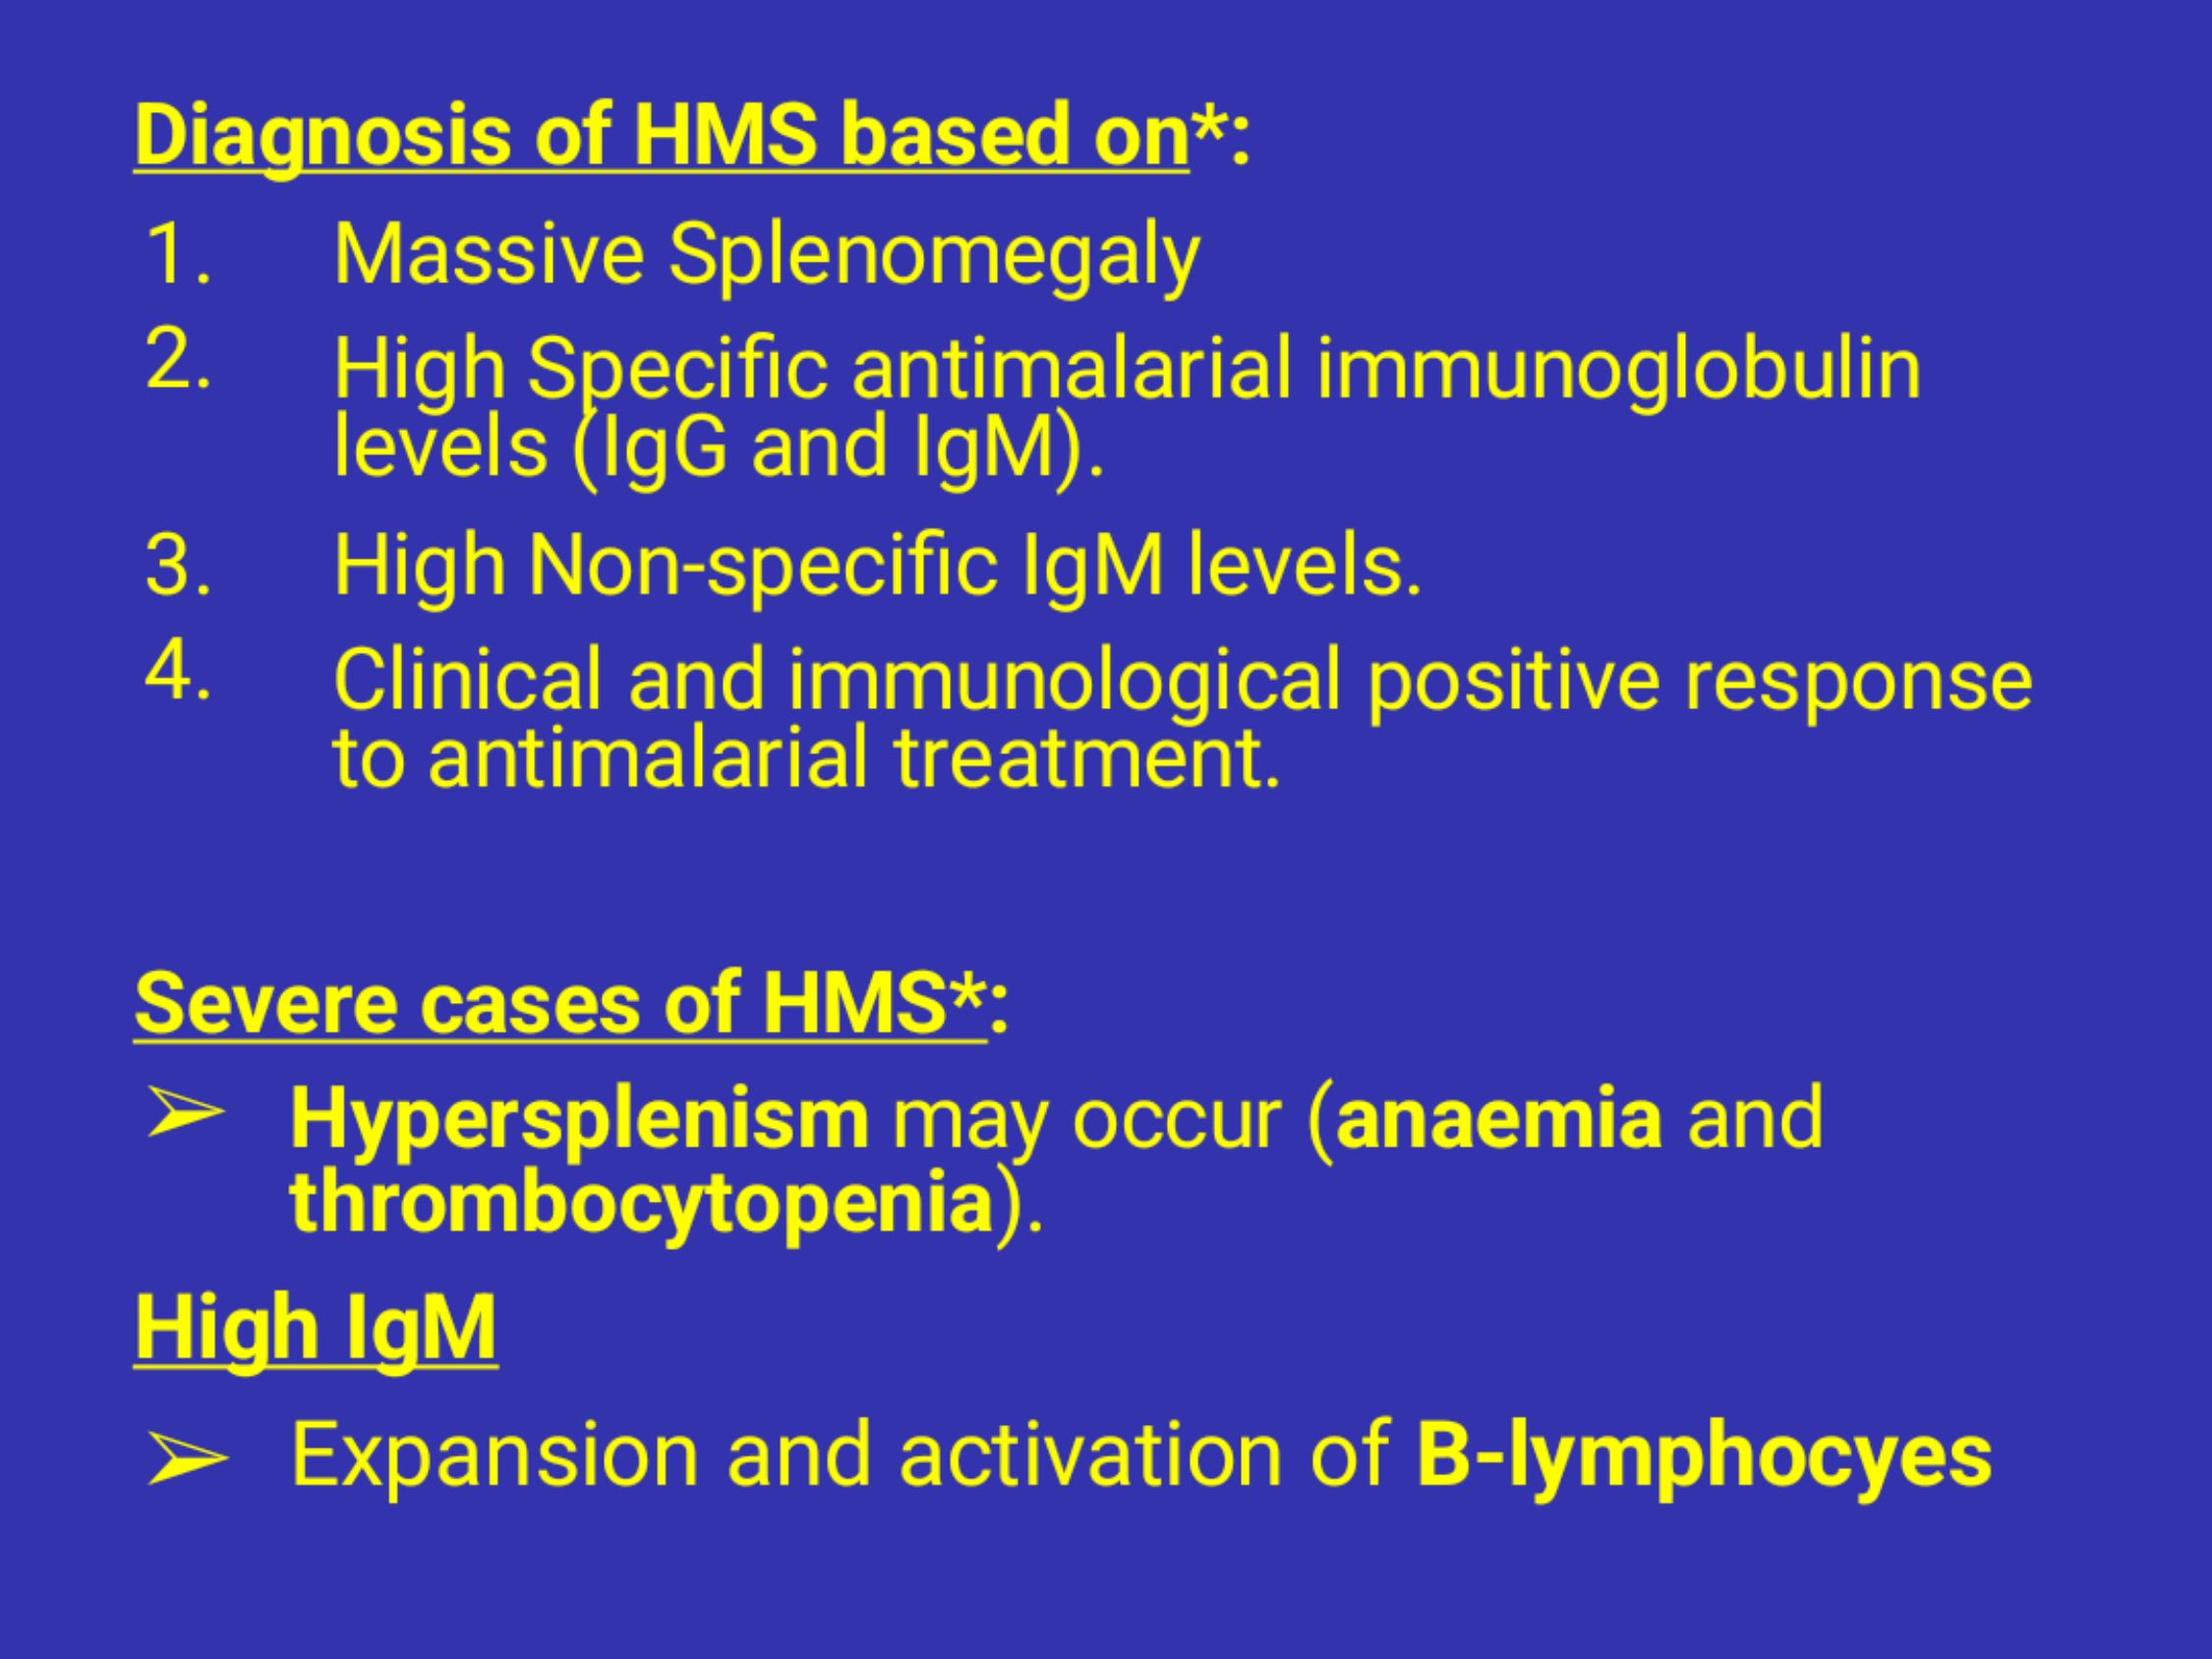 Diagnosis of HMS based on*:
1. Massive Splenomegaly
2. High Specific antimalarial immunoglobulin
levels (IgG and IgM).
3. High Non-specific IgM levels.
4. Clinical and immunological positive response
to antimalarial treatment.
Severe cases of HMS*:
➢ Hypersplenism may occur (anaemia and
thrombocytopenia).
High IgM
➢ Expansion and activation of B-lymphocyes